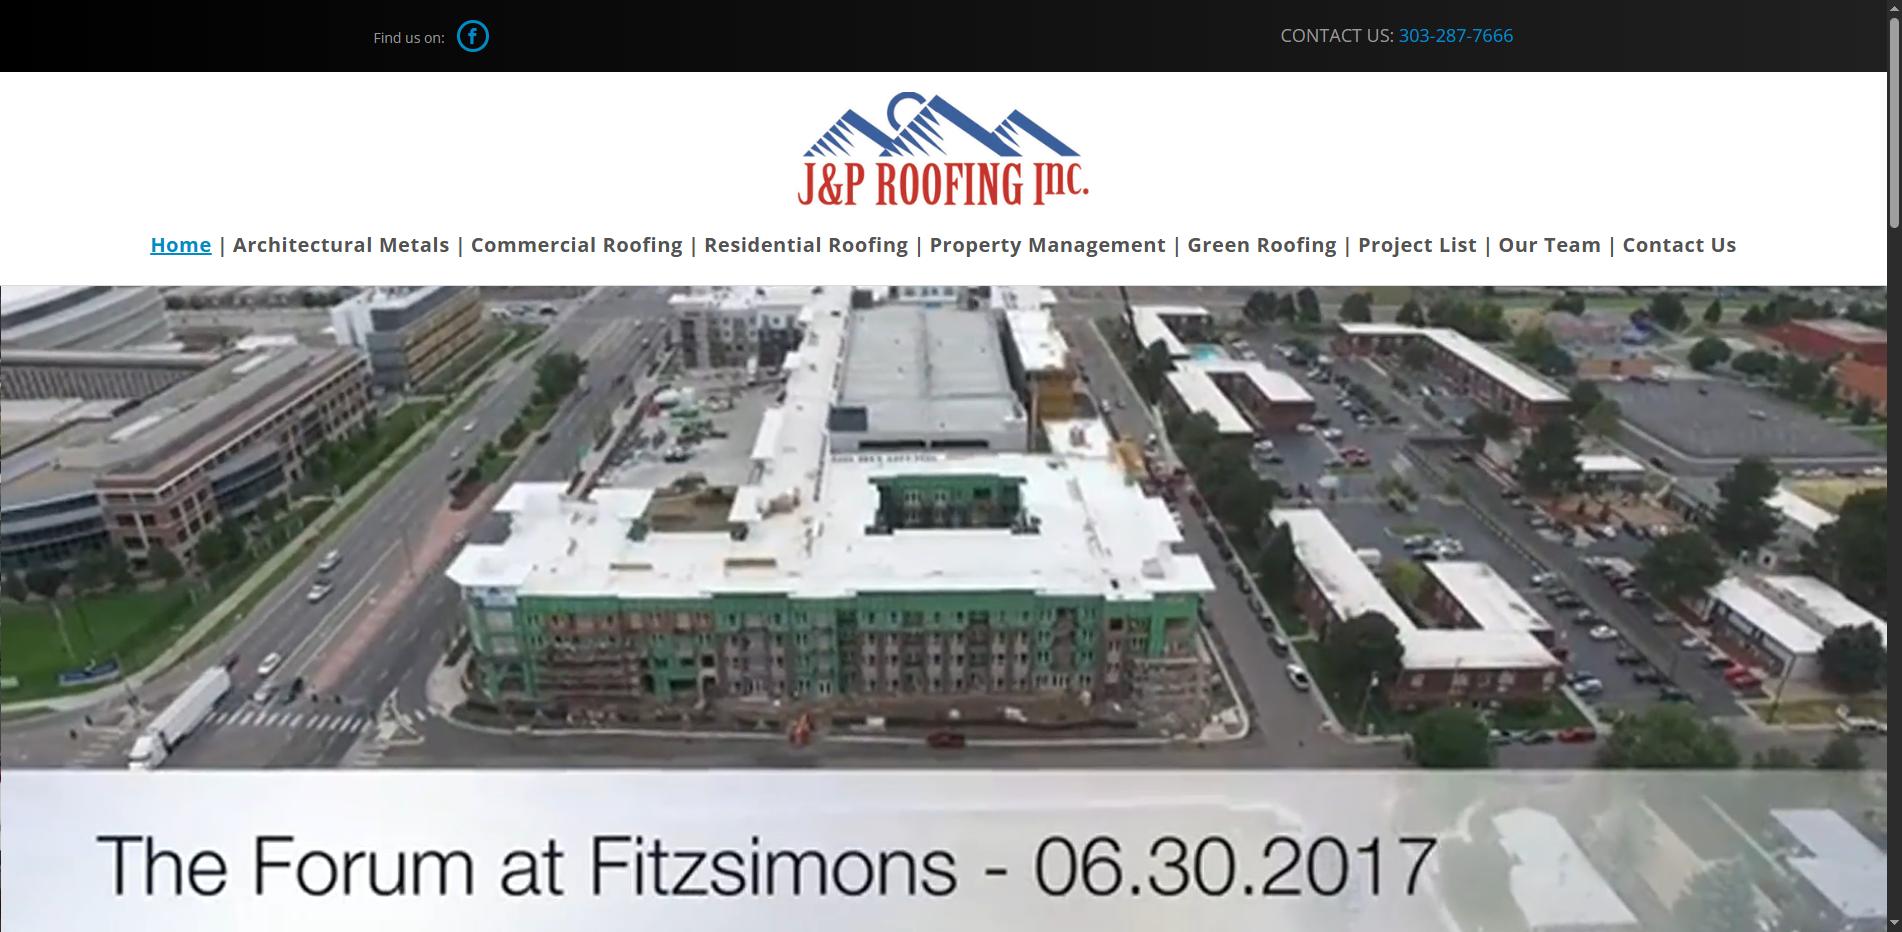 Find us on:
CONTACT US: 303-287-7666
J&P ROOFING Inc.
Home | Architectural Metals | Commercial Roofing | Residential Roofing | Property Management | Green Roofing | Project List | Our Team | Contact Us
The Forum at Fitzsimons - 06.30.2017